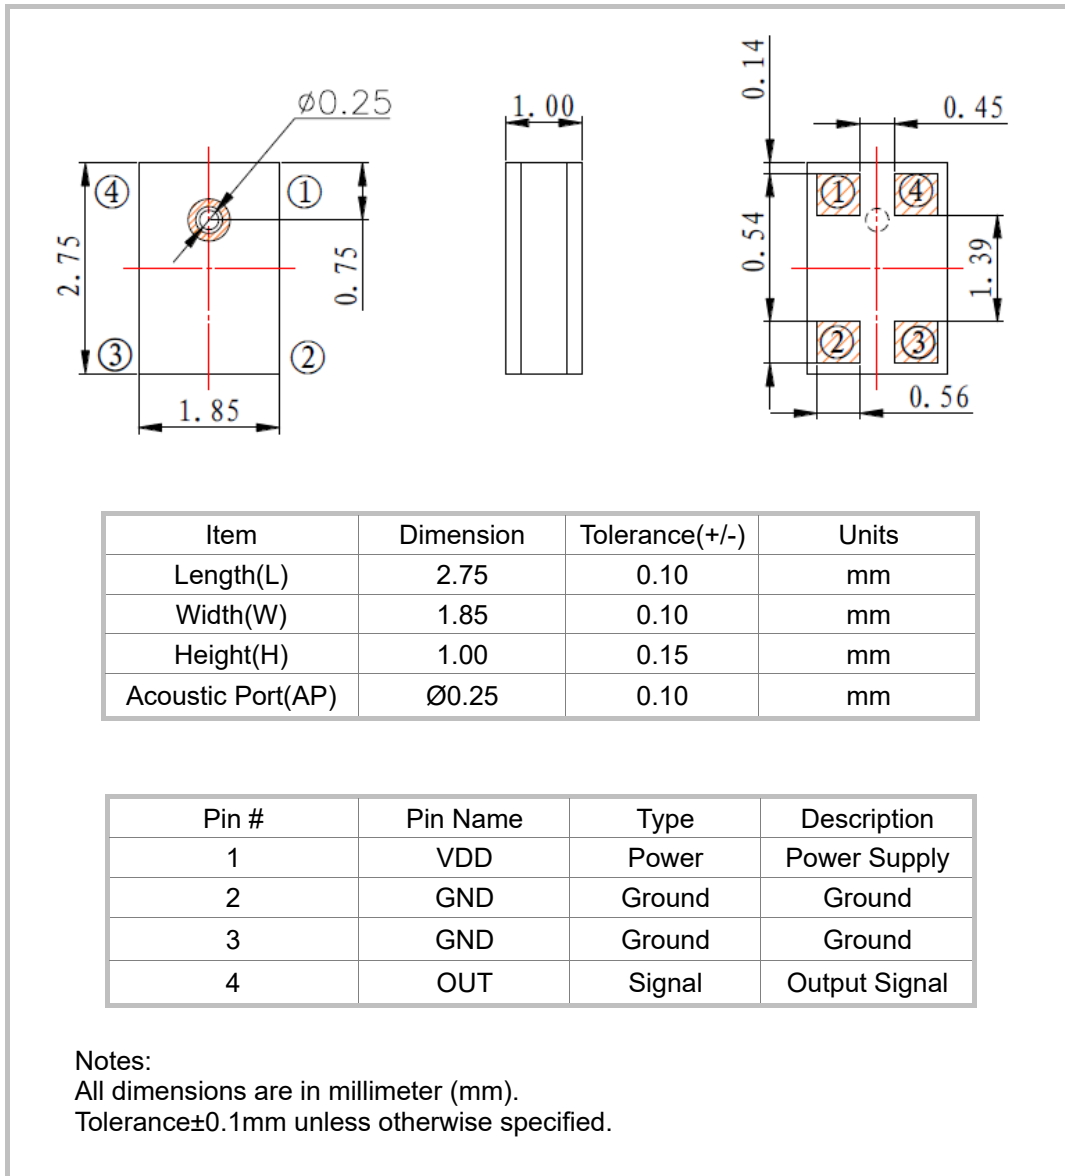 0.14
ø0.25
1. 00
0. 45
④
①
①
④
2.75
0.75
0.54
1.39
③
②
②
③
1. 85
0. 56
Item Dimension Tolerance(+/-) Units
Length(L) 2.75 0.10 mm
Width(W) 1.85 0.10 mm
Height(H) 1.00 0.15 mm
Acoustic Port(AP) Ø0.25 0.10 mm
Pin # Pin Name Type Description
1 VDD Power Power Supply
2 GND Ground Ground
3 GND Ground Ground
4 OUT Signal Output Signal
Notes:
All dimensions are in millimeter (mm).
Tolerance±0.1mm unless otherwise specified.